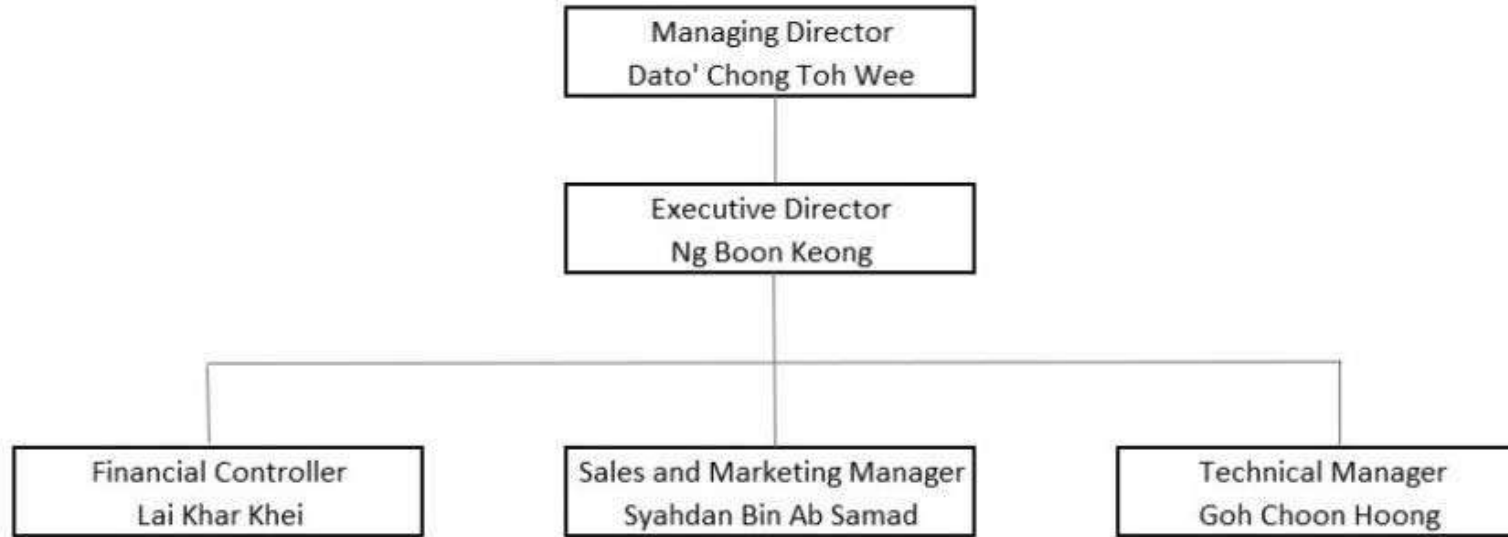 Managing Director
Dato' Chong Toh Wee
Executive Director
Ng Boon Keong
Financial Controller
Lai Khar Khei
Sales and Marketing Manager
Syahdan Bin Ab Samad
Technical Manager
Goh Choon Hoong